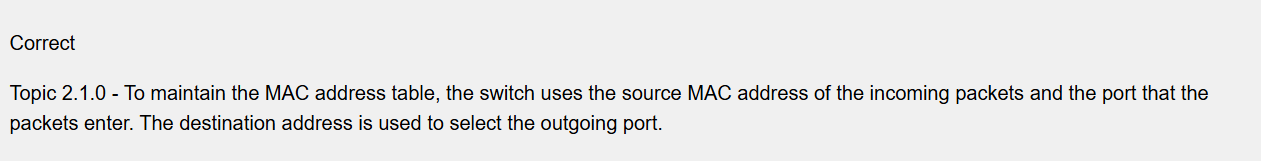 Correct
Topic 2.1.0 - To maintain the MAC address table, the switch uses the source MAC address of the incoming packets and the port that the
packets enter. The destination address is used to select the outgoing port.